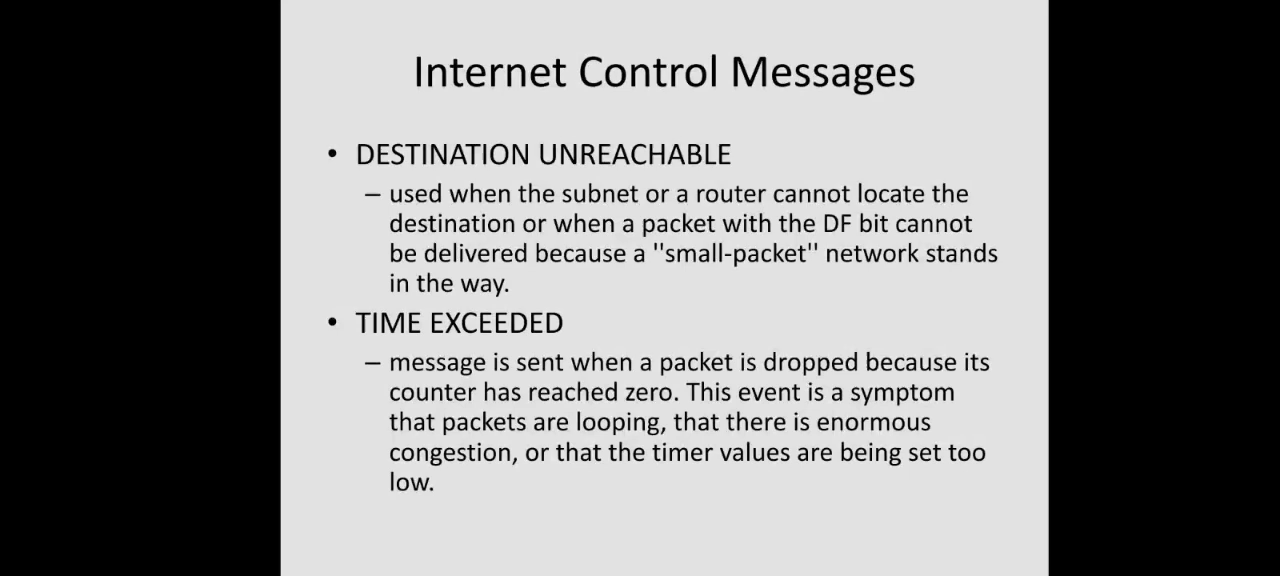 Internet Control Messages
• DESTINATION UNREACHABLE
– used when the subnet or a router cannot locate the
destination or when a packet with the DF bit cannot
be delivered because a "small-packet" network stands
in the way.
• TIME EXCEEDED
– message is sent when a packet is dropped because its
counter has reached zero. This event is a symptom
that packets are looping, that there is enormous
congestion, or that the timer values are being set too
low.